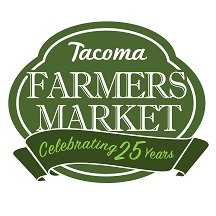 Tacoma
FARMERS
MARKET
Celebrating 25 Years